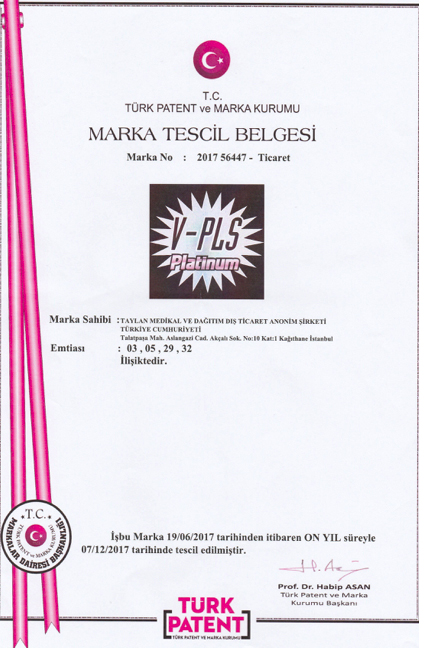 T.C.
TÜRK PATENT ve MARKA KURUMU
MARKA TESCİL BELGESİ
Marka No : 2017 56447 - Ticaret
V-PLS
Platinum
Marka Sahibi : TAYLAN MEDİKAL VE DAĞITIM DIŞ TİCARET ANONİM ŞİRKETİ
TÜRKİYE CUMHURİYETİ
Talatpaşa Mah. Aslangazi Cad. Akçalı Sok. No:10 Kat:1 Kağıthane İstanbul
Emtiası : 03 , 05 , 29 , 32
İlişiktedir.
T.C.
TÜRK PATENT ve MARKA KURUMU
MARKALAR DAİRESİ BAŞKANLIĞI
İşbu Marka 19/06/2017 tarihinden itibaren ON YIL süreyle
07/12/2017 tarihinde tescil edilmiştir.
Prof. Dr. Habip ASAN
Türk Patent ve Marka
Kurumu Başkanı
TÜRK
PATENT
TÜRK PATENT VE MARKA KURUMU